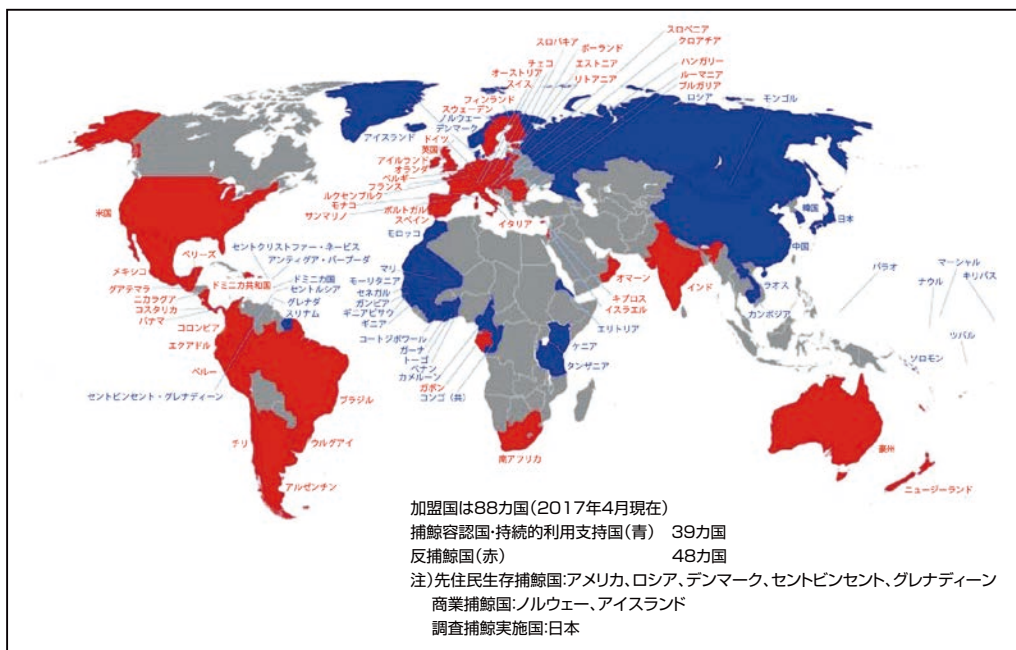 スロベニア
クロアチア
スロバキア
ポーランド
チェコ
エストニア
ハンガリー
オーストリア
スイス
リトアニア
ルーマニア
ブルガリア
ロシア
モンゴル
フィンランド
スウェーデン
ノルウェー
デンマーク
アイスランド
ドイツ
英国
アイルランド
オランダ
ベルギー
フランス
ルクセンブルク
モナコ
サンマリノ
ポルトガル
スペイン
イタリア
モロッコ
米国
韓国
日本
中国
セントクリストファー・ネービス
アンティグア・バーブーダ
ベリーズ
メキシコ
グアテマラ
ニカラグア
コスタリカ
パナマ
ドミニカ共和国
ドミニカ国
セントルシア
グレナダ
スリナム
コロンビア
エクアドル
ペルー
セントビンセント・グレナディーン
ブラジル
チリ
ウルグアイ
アルゼンチン
マリ
モーリタニア
セネガル
ガンビア
ギニアビサウ
ギニア
コートジボワール
ガーナ
トーゴ
ベナン
カメルーン
ガボン
コンゴ(共)
オマーン
キプロス
イスラエル
エリトリア
ケニア
タンザニア
南アフリカ
インド
ラオス
カンボジア
パラオ
マーシャル
キリバス
ナウル
ツバル
ソロモン
豪州
ニュージーランド
加盟国は88カ国(2017年4月現在)
捕鯨容認国・持続的利用支持国(青) 39カ国
反捕鯨国(赤) 48カ国
注)先住民生存捕鯨国:アメリカ、ロシア、デンマーク、セントビンセント、グレナディーン
商業捕鯨国:ノルウェー、アイスランド
調査捕鯨実施国:日本